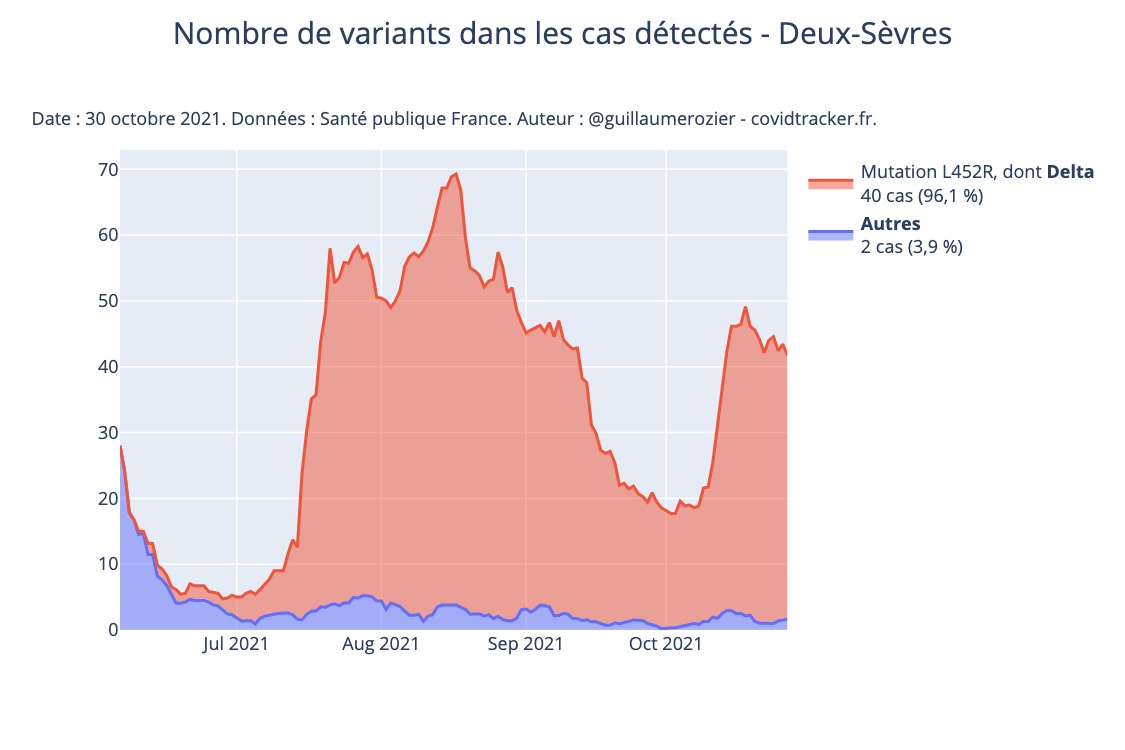 Nombre de variants dans les cas détectés - Deux-Sèvres
Date : 30 octobre 2021. Données : Santé publique France. Auteur : @guillaumerozier - covidtracker.fr.
Mutation L452R, dont Delta
40 cas (96,1 %)
Autres
2 cas (3,9 %)
70
60
50
40
30
20
10
0
Jul 2021
Aug 2021
Sep 2021
Oct 2021